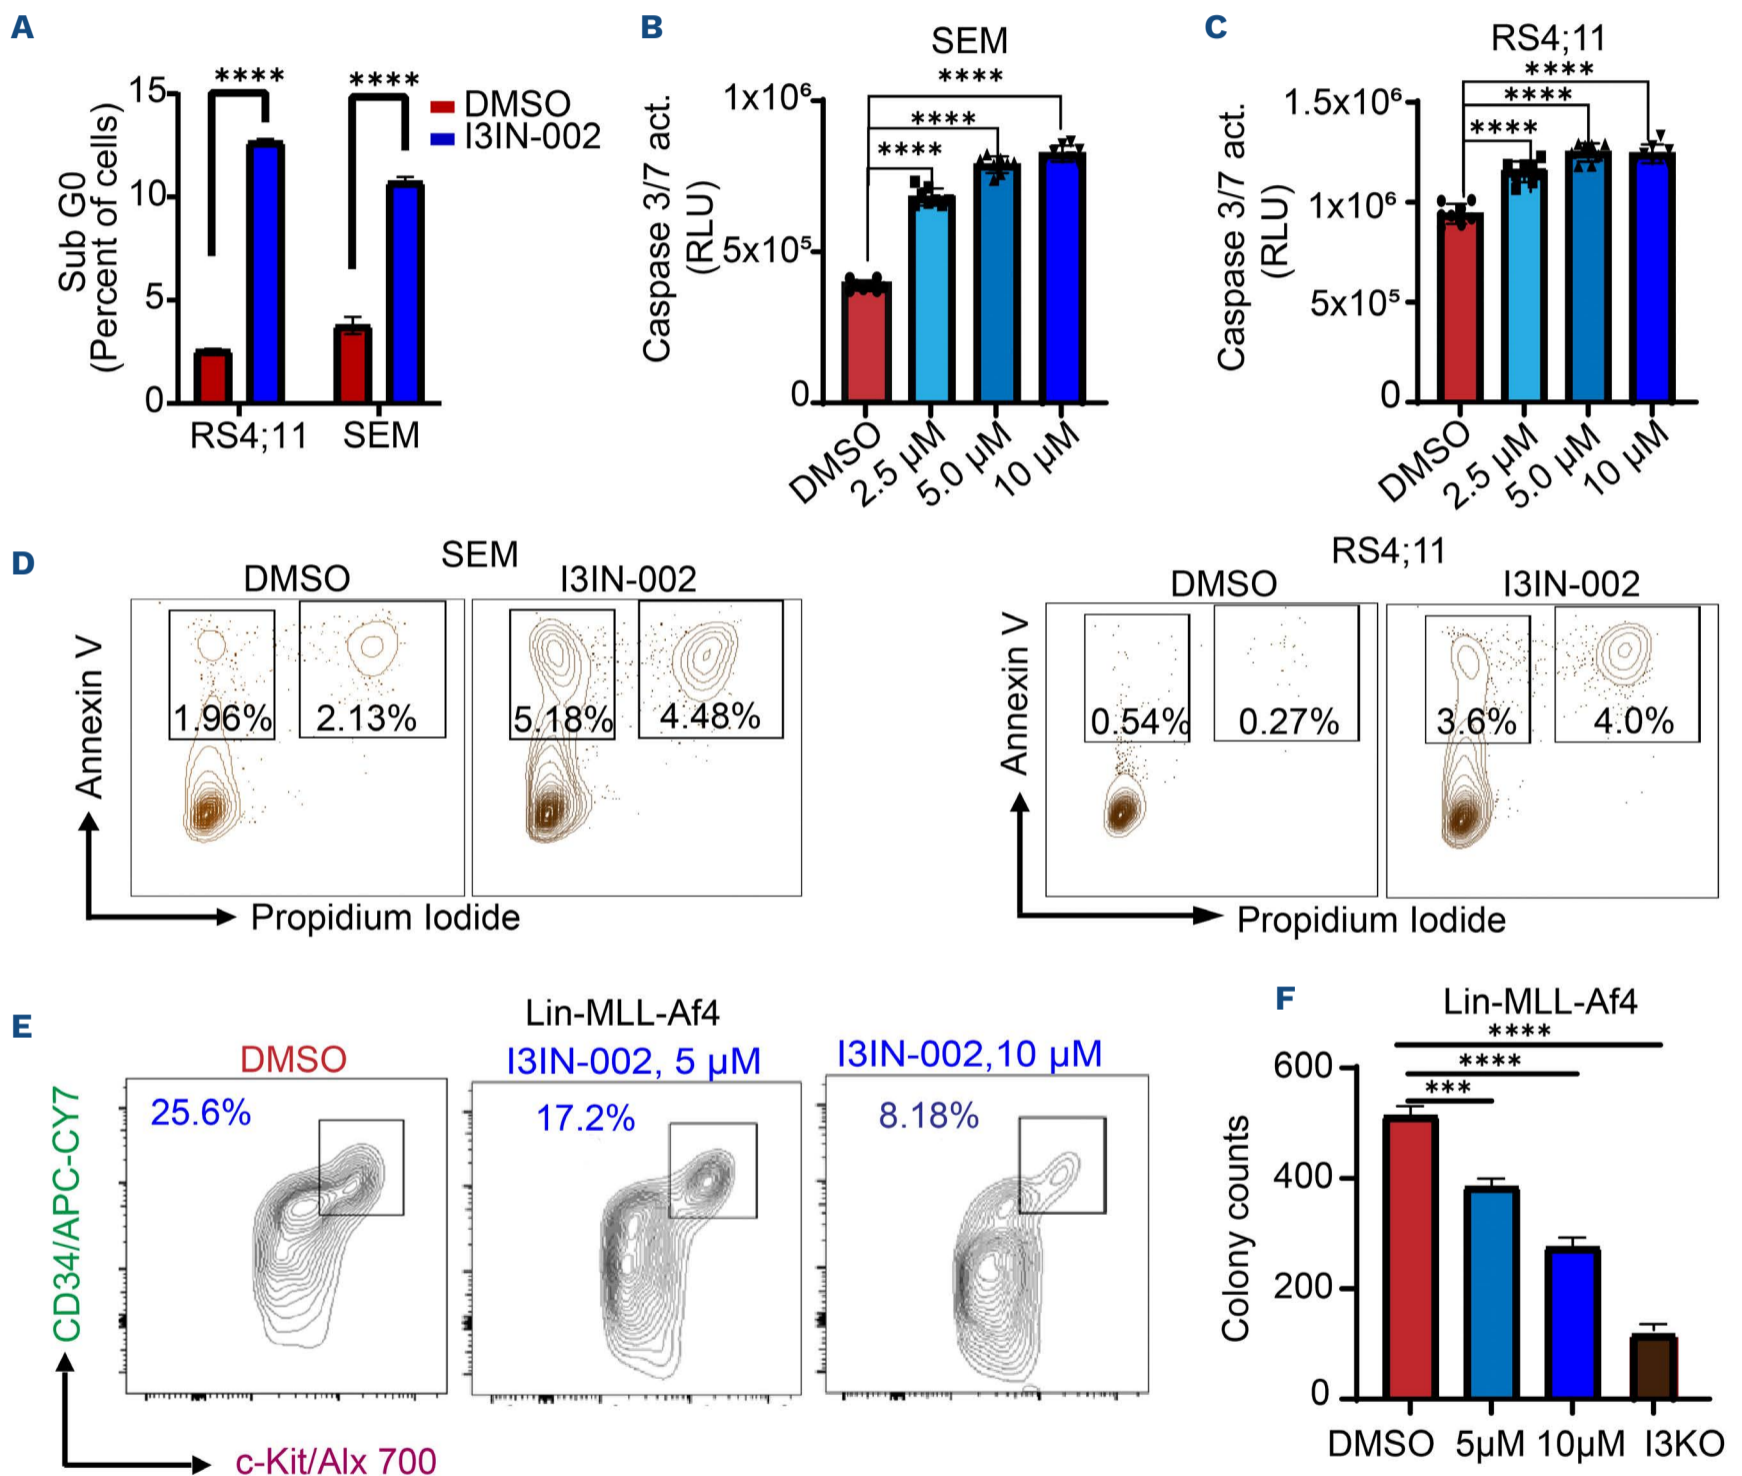 A
****
****
DMSO
I3IN-002
Sub G0
(Percent of cells)
15
10
5
0
RS4;11
SEM
B
SEM
****
****
****
Caspase 3/7 act.
(RLU)
1x10⁶
5x10⁵
0
DMSO
2.5 µM
5.0 µM
10 µM
C
RS4;11
****
****
****
Caspase 3/7 act.
(RLU)
1.5x10⁶
1x10⁶
5x10⁵
0
DMSO
2.5 µM
5.0 µM
10 µM
D
SEM
DMSO
I3IN-002
Annexin V
1.96%
2.13%
5.18%
4.48%
Propidium Iodide
RS4;11
DMSO
I3IN-002
Annexin V
0.54%
0.27%
3.6%
4.0%
Propidium Iodide
E
Lin-MLL-Af4
DMSO
I3IN-002, 5 µM
I3IN-002,10 µM
25.6%
17.2%
8.18%
CD34/APC-CY7
c-Kit/Alx 700
F
Lin-MLL-Af4
****
****
***
Colony counts
600
400
200
0
DMSO
5µM
10µM
I3KO